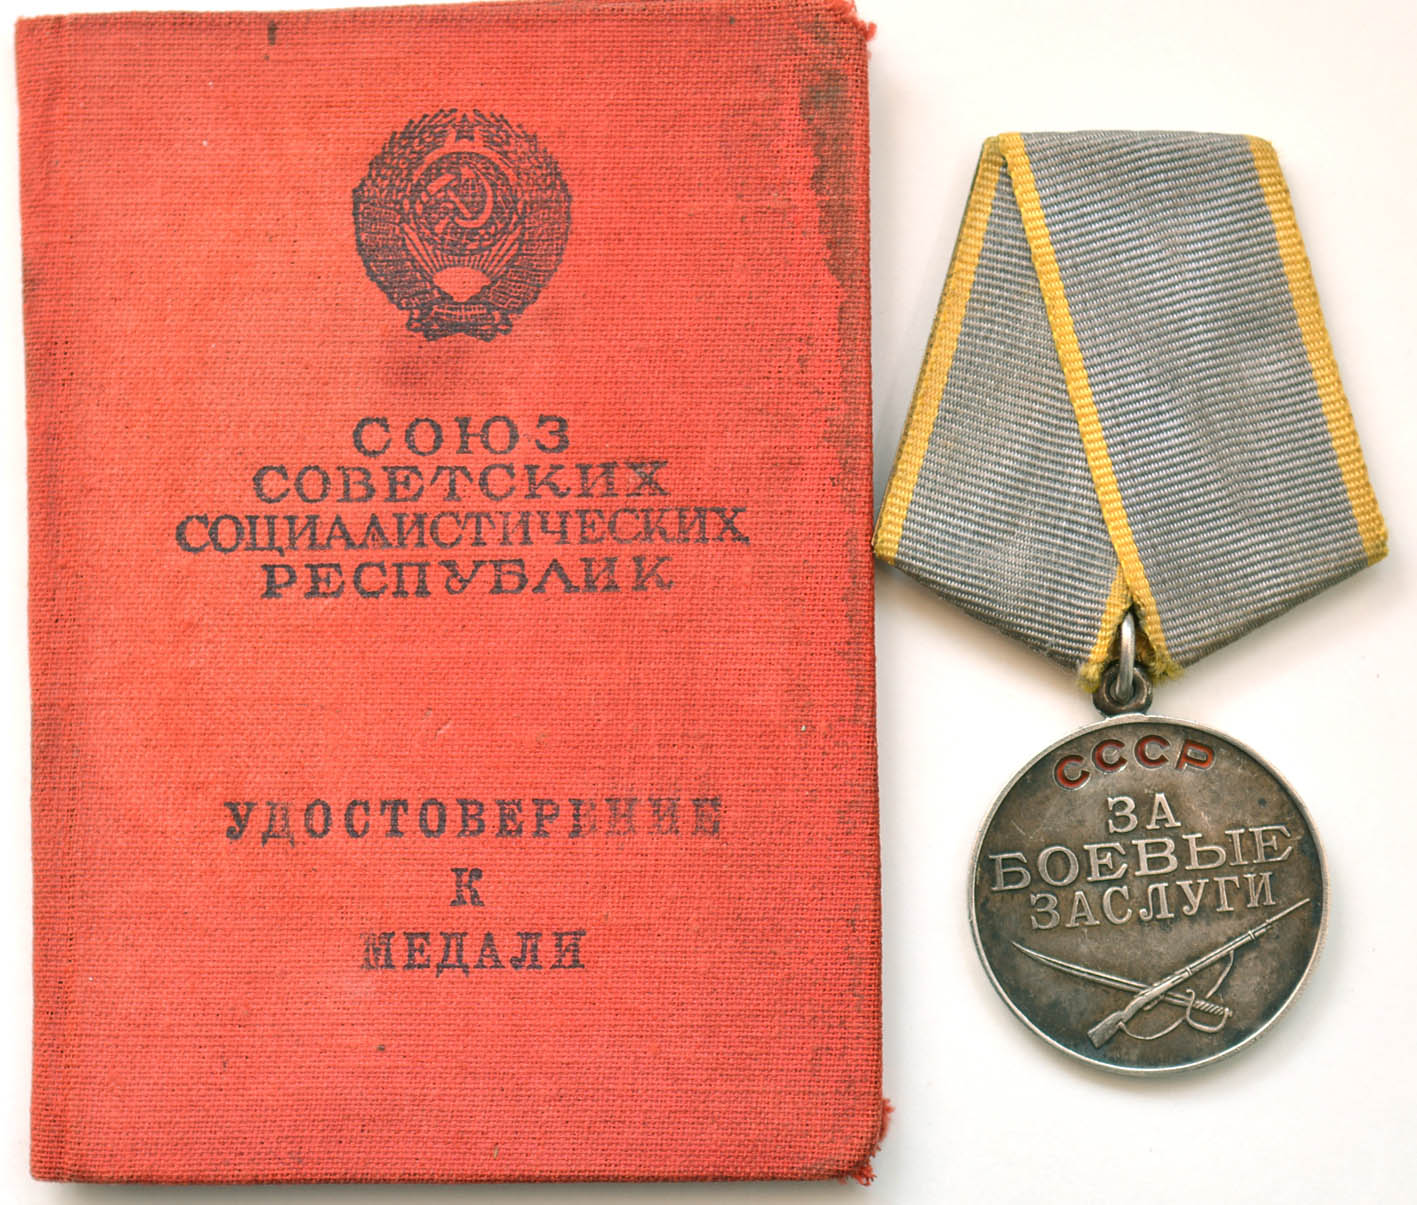 СОЮЗ
СОВЕТСКИХ
СОЦИАЛИСТИЧЕСКИХ
РЕСПУБЛИК
УДОСТОВЕРЕНИЕ
К
МЕДАЛИ
СССР
ЗА
БОЕВЫЕ
ЗАСЛУГИ